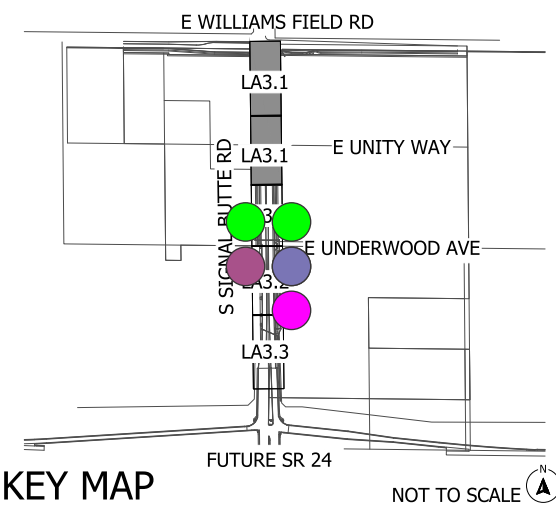 E WILLIAMS FIELD RD
LA3.1
LA3.1
E UNITY WAY
S SIGNAL BUTTE RD
E UNDERWOOD AVE
LA3.3
FUTURE SR 24
KEY MAP
NOT TO SCALE
N